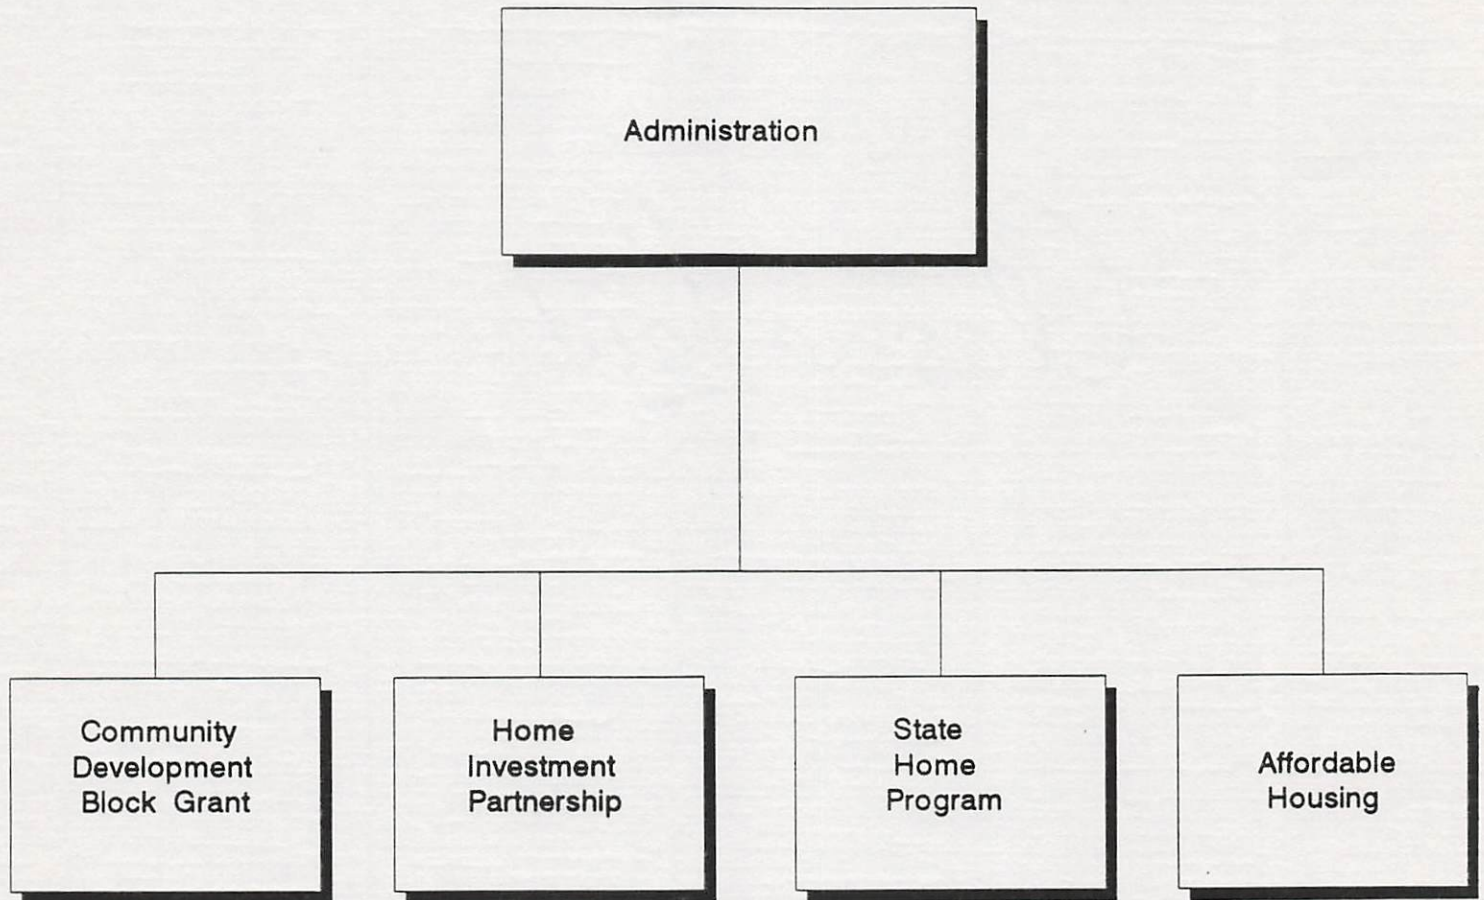 Administration
Community
Development
Block Grant
Home
Investment
Partnership
State
Home
Program
Affordable
Housing